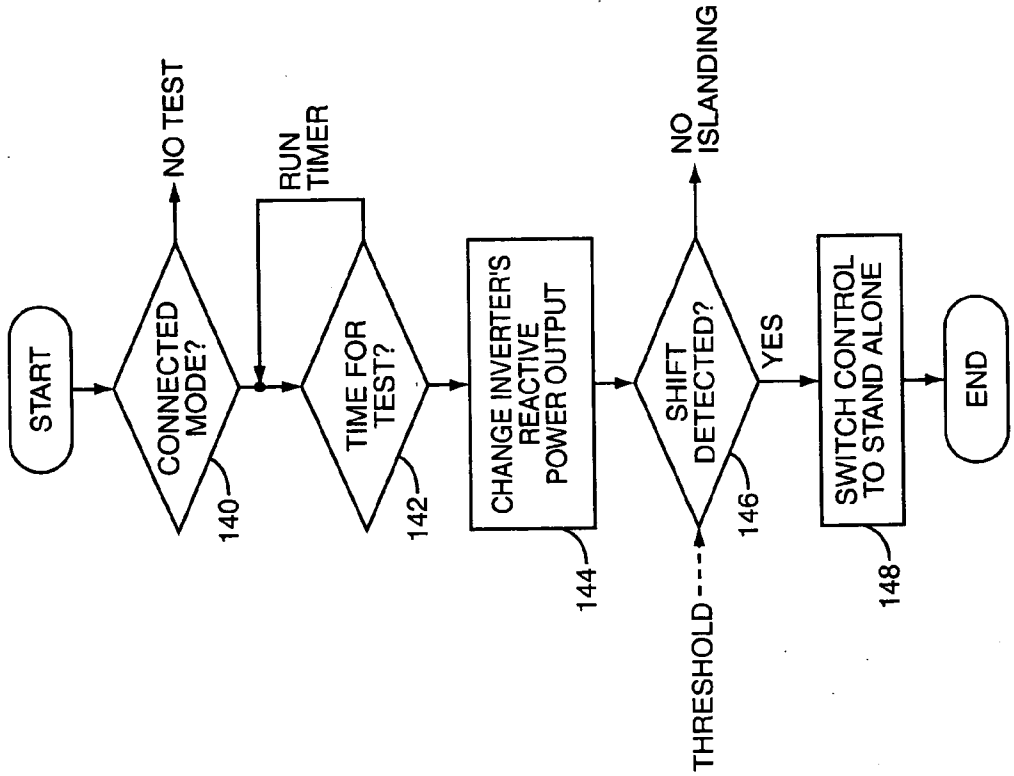 START
CONNECTED
MODE?
NO TEST
140
RUN
TIMER
TIME FOR
TEST?
142
CHANGE INVERTER'S
REACTIVE
POWER OUTPUT
144
THRESHOLD
SHIFT
DETECTED?
NO
ISLANDING
146
YES
SWITCH CONTROL
TO STAND ALONE
148
END